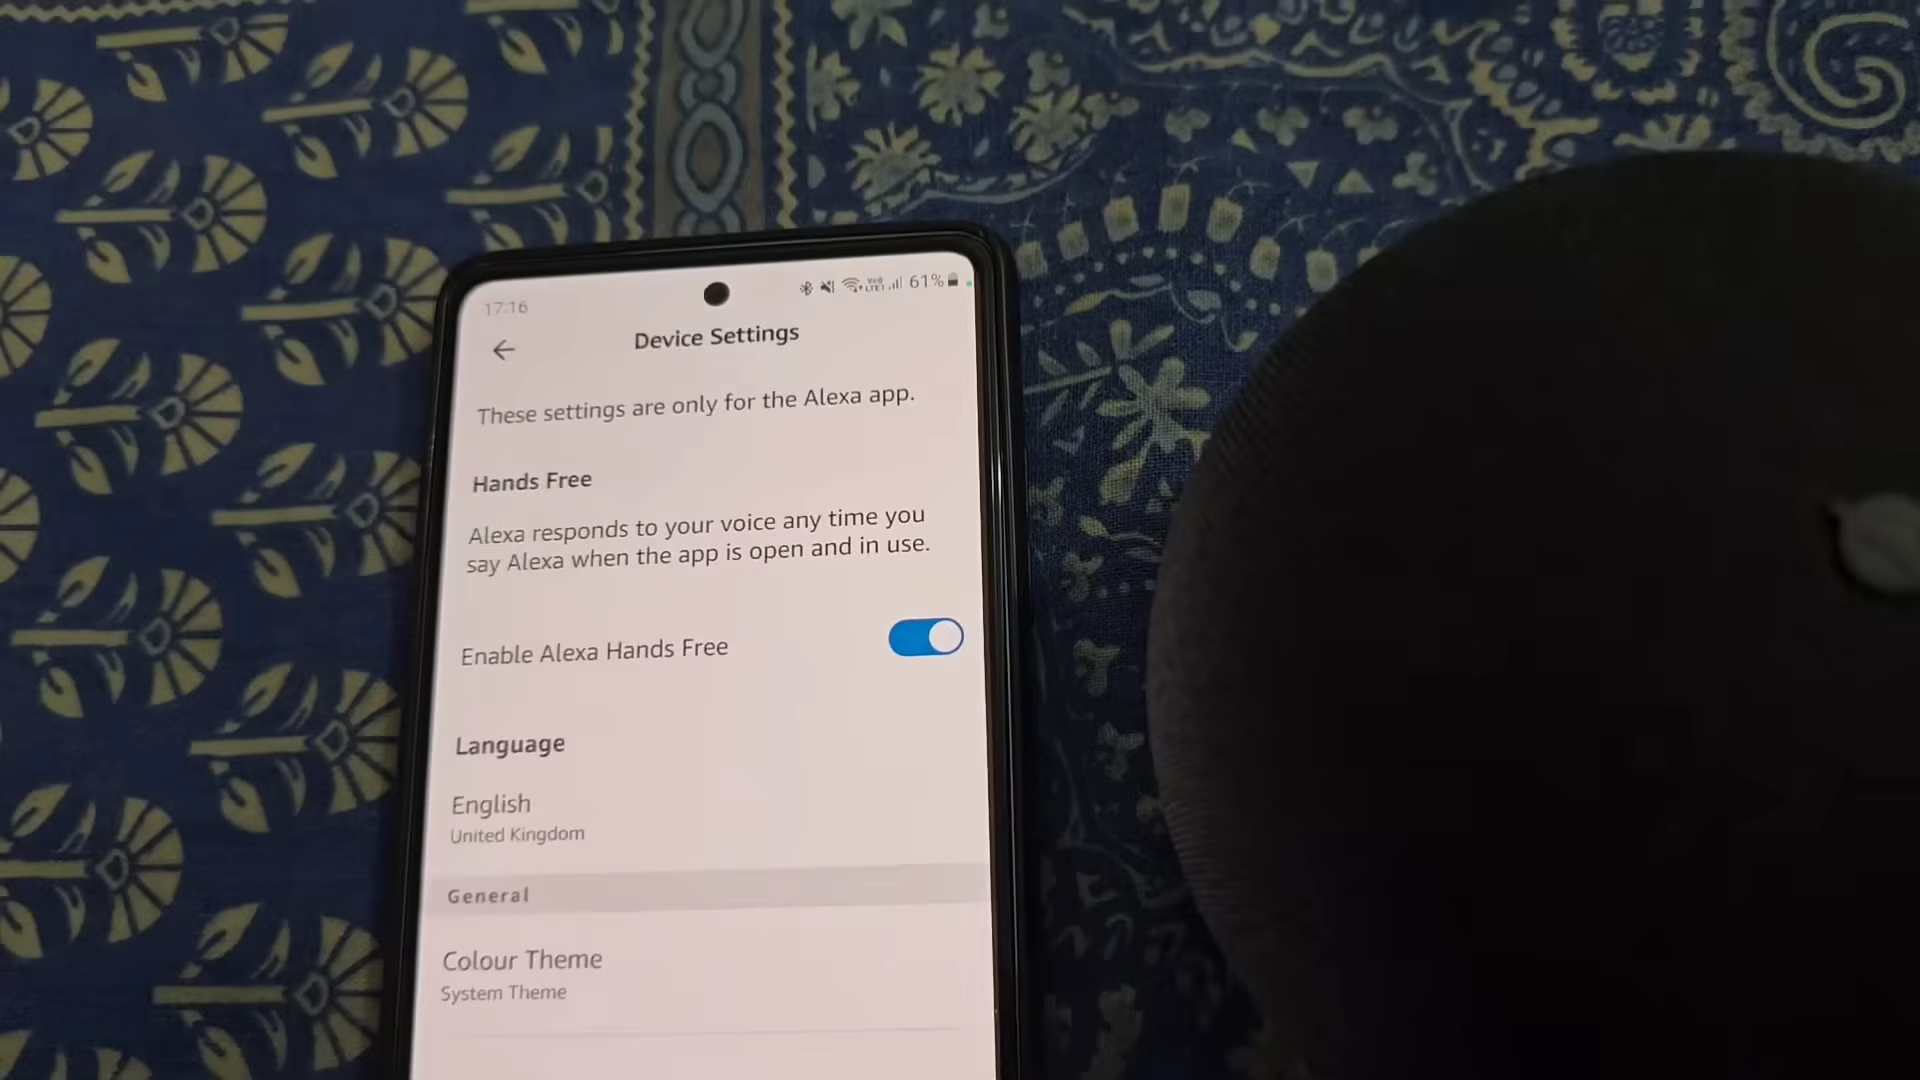 17:16
Vo8 LTE1 61%
Device Settings
These settings are only for the Alexa app.
Hands Free
Alexa responds to your voice any time you
say Alexa when the app is open and in use.
Enable Alexa Hands Free
Language
English
United Kingdom
General
Colour Theme
System Theme